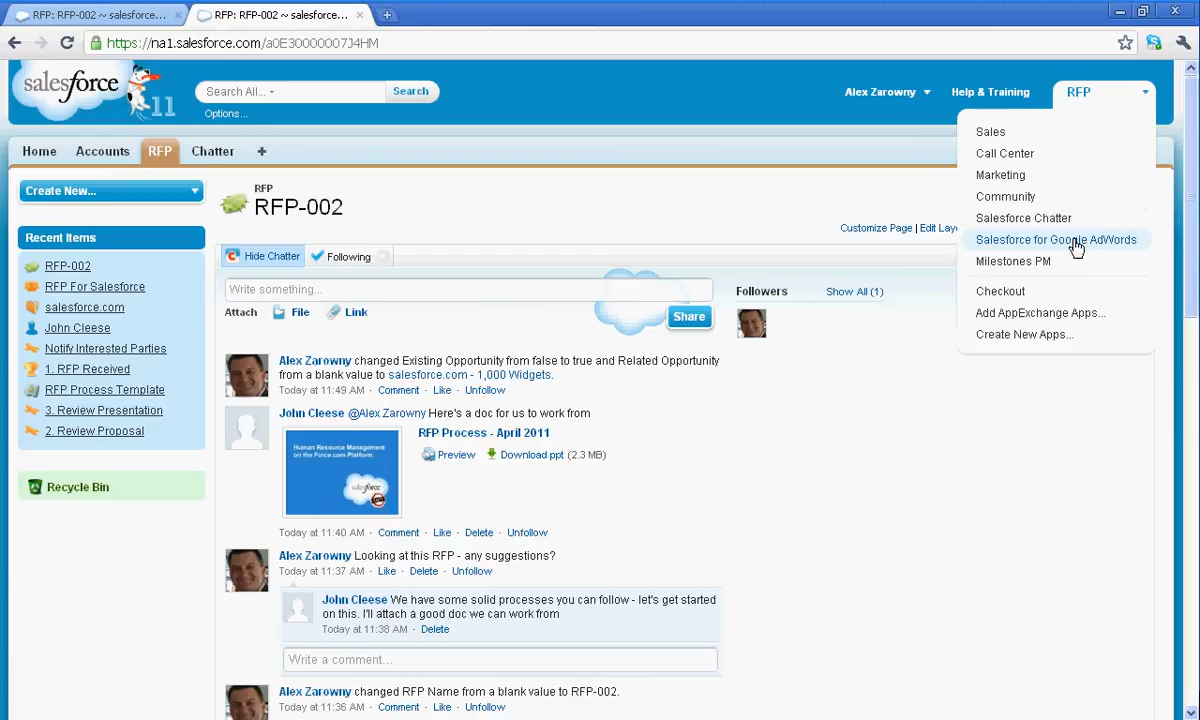 RFP: RFP-002 ~ salesforce...
RFP: RFP-002 ~ salesforce...
https://na1.salesforce.com/a0E30000007J4HM
salesforce
11
Search All...
Search
Options...
Alex Zarowny
Help & Training
RFP
Home
Accounts
RFP
Chatter
+
Sales
Call Center
Marketing
Community
Salesforce Chatter
Salesforce for Google AdWords
Milestones PM
Checkout
Add AppExchange Apps...
Create New Apps...
Create New...
Recent Items
RFP-002
RFP For Salesforce
salesforce.com
John Cleese
Notify Interested Parties
1. RFP Received
RFP Process Template
3. Review Presentation
2. Review Proposal
Recycle Bin
RFP
RFP-002
Customize Page | Edit Layo
Hide Chatter
Following
Write something...
Attach File Link
Share
Followers
Show All (1)
Alex Zarowny changed Existing Opportunity from false to true and Related Opportunity
from a blank value to salesforce.com - 1,000 Widgets.
Today at 11:49 AM · Comment · Like · Unfollow
John Cleese @Alex Zarowny Here's a doc for us to work from
Human Resource Management
on the Force.com Platform.
salesforce
RFP Process - April 2011
Preview Download ppt (2.3 MB)
Today at 11:40 AM · Comment · Like · Delete · Unfollow
Alex Zarowny Looking at this RFP - any suggestions?
Today at 11:37 AM · Like · Delete · Unfollow
John Cleese We have some solid processes you can follow - let's get started
on this. I'll attach a good doc we can work from
Today at 11:38 AM · Delete
Write a comment...
Alex Zarowny changed RFP Name from a blank value to RFP-002.
Today at 11:36 AM · Comment · Like · Unfollow